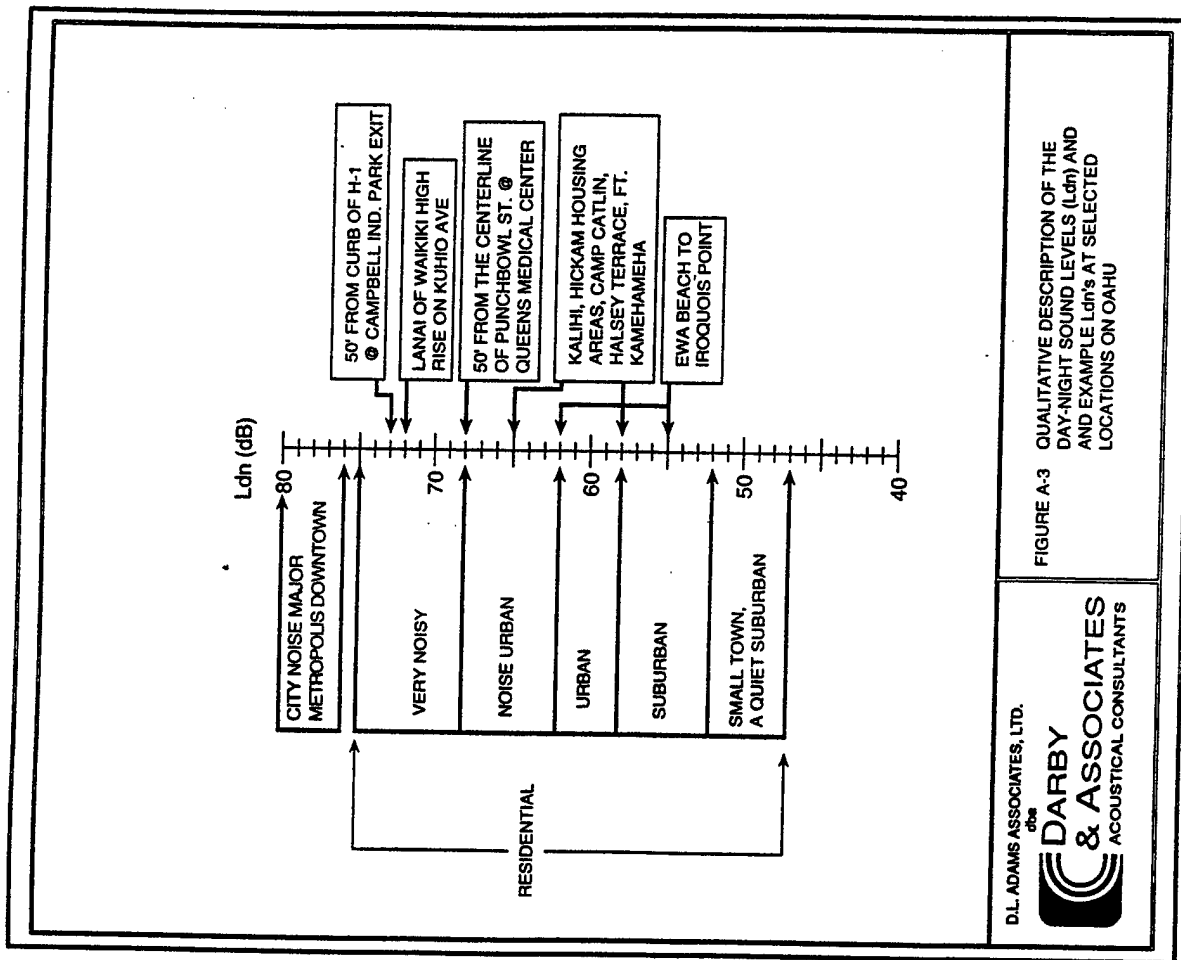 Ldn (dB)
80
70
60
50
40
CITY NOISE MAJOR
METROPOLIS DOWNTOWN
VERY NOISY
NOISE URBAN
URBAN
SUBURBAN
SMALL TOWN,
A QUIET SUBURBAN
RESIDENTIAL
50' FROM CURB OF H-1
@ CAMPBELL IND. PARK EXIT
LANAI OF WAIKIKI HIGH
RISE ON KUHIO AVE
50' FROM THE CENTERLINE
OF PUNCHBOWL ST. @
QUEENS MEDICAL CENTER
KALIHI, HICKAM HOUSING
AREAS, CAMP CATLIN,
HALSEY TERRACE, FT.
KAMEHAMEHA
EWA BEACH TO
IROQUOIS POINT
D.L. ADAMS ASSOCIATES, LTD.
dba
DARBY
& ASSOCIATES
ACOUSTICAL CONSULTANTS
FIGURE A-3 QUALITATIVE DESCRIPTION OF THE
DAY-NIGHT SOUND LEVELS (Ldn) AND
AND EXAMPLE Ldn's AT SELECTED
LOCATIONS ON OAHU